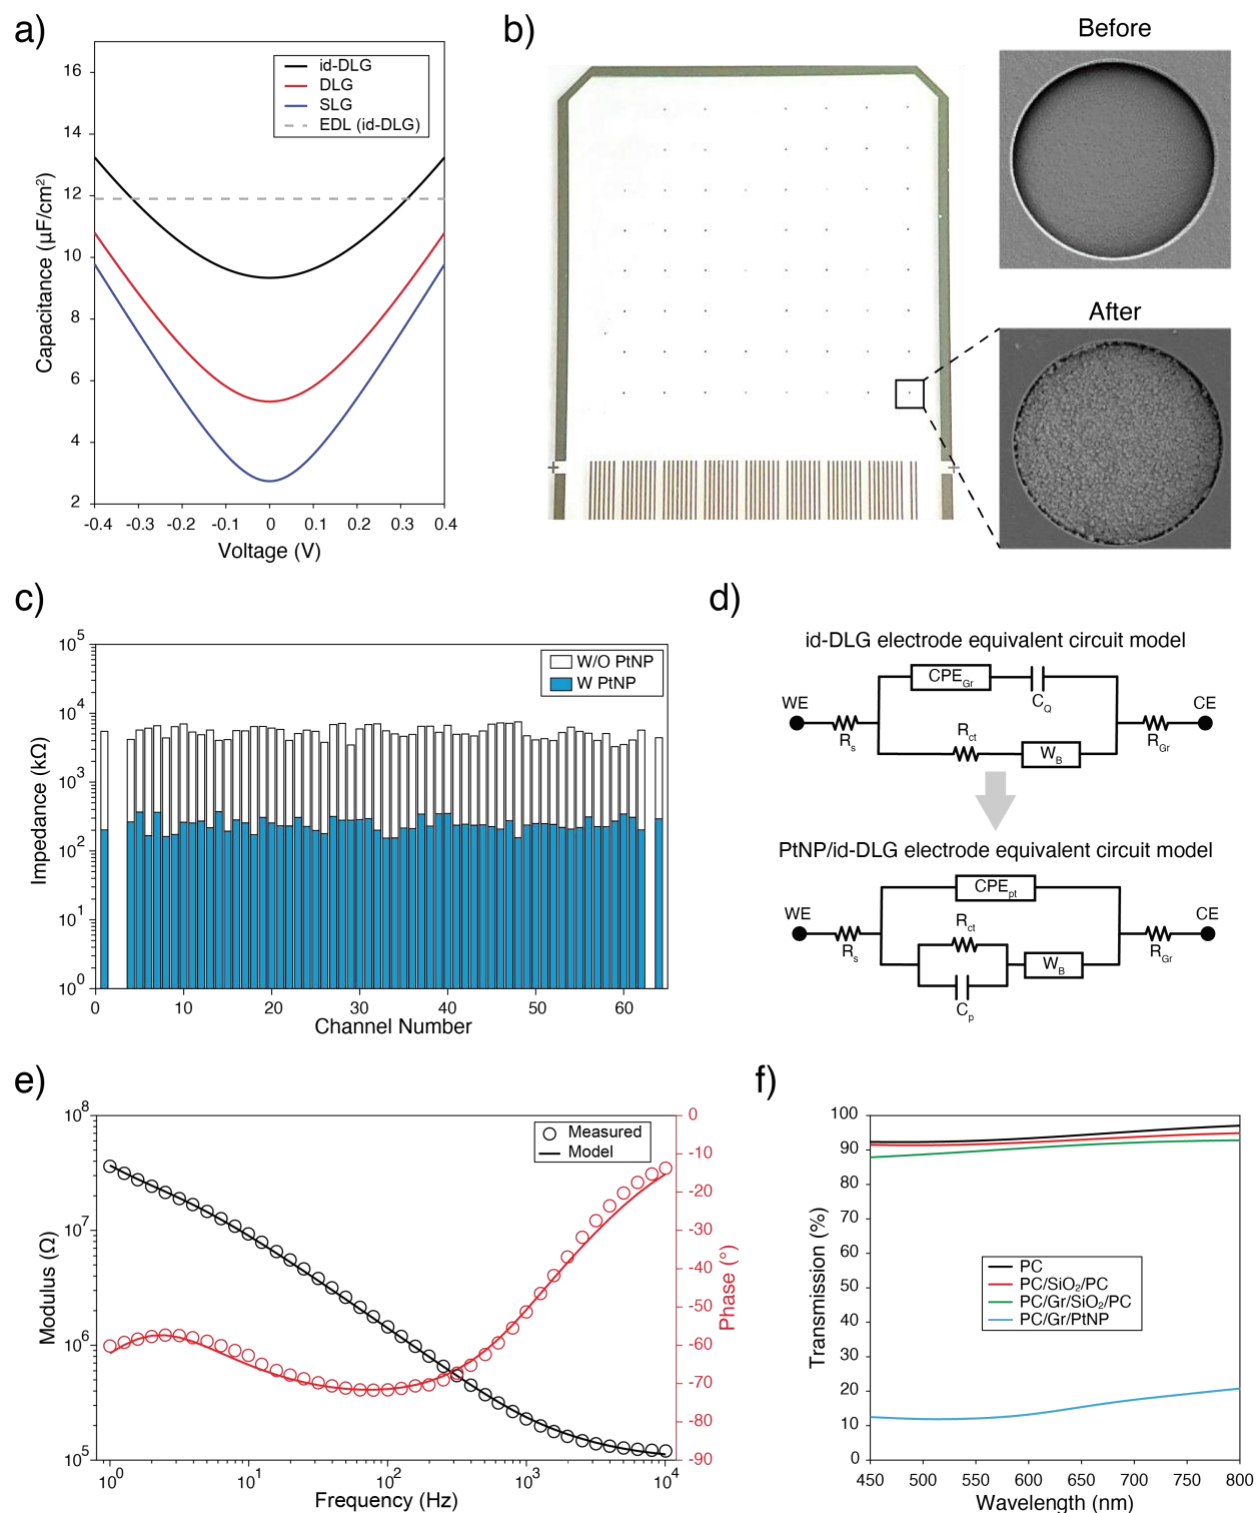 a)
16
14
12
10
8
6
4
2
-0.4 -0.3 -0.2 -0.1 0 0.1 0.2 0.3 0.4
Capacitance (µF/cm²)
Voltage (V)
id-DLG
DLG
SLG
EDL (id-DLG)
b)
Before
After
c)
10⁵
10⁴
10³
10²
10¹
10⁰
0 10 20 30 40 50 60
Impedance (kΩ)
Channel Number
W/O PtNP
W PtNP
d)
id-DLG electrode equivalent circuit model
CPE_Gr
C_Q
WE
CE
R_s
R_ct
W_B
R_Gr
PtNP/id-DLG electrode equivalent circuit model
CPE_pt
WE
CE
R_ct
R_s
W_B
R_Gr
C_p
e)
10⁸
10⁷
10⁶
10⁵
10⁰ 10¹ 10² 10³ 10⁴
Modulus (Ω)
Frequency (Hz)
Measured
Model
0
-10
-20
-30
-40
-50
-60
-70
-80
-90
Phase (°)
f)
100
90
80
70
60
50
40
30
20
10
0
450 500 550 600 650 700 750 800
Transmission (%)
Wavelength (nm)
PC
PC/SiO₂/PC
PC/Gr/SiO₂/PC
PC/Gr/PtNP